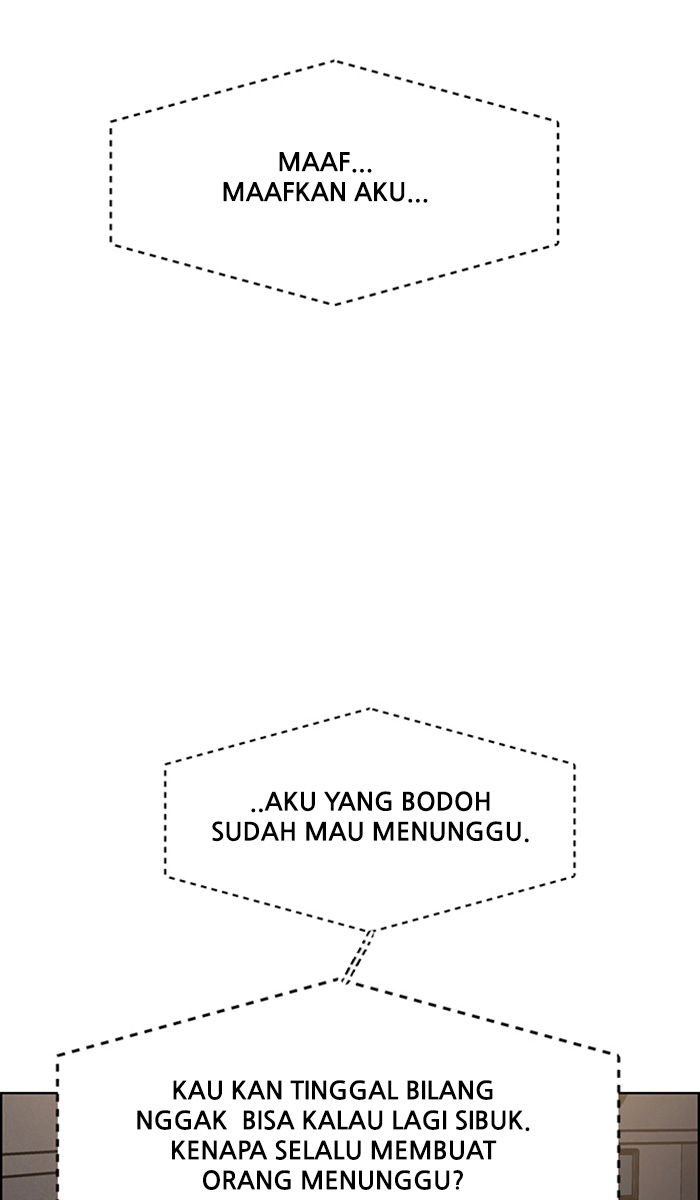 MAAF...
MAAFKAN AKU...
..AKU YANG BODOH
SUDAH MAU MENUNGGU.
KAU KAN TINGGAL BILANG
NGGAK BISA KALAU LAGI SIBUK.
KENAPA SELALU MEMBUAT
ORANG MENUNGGU?